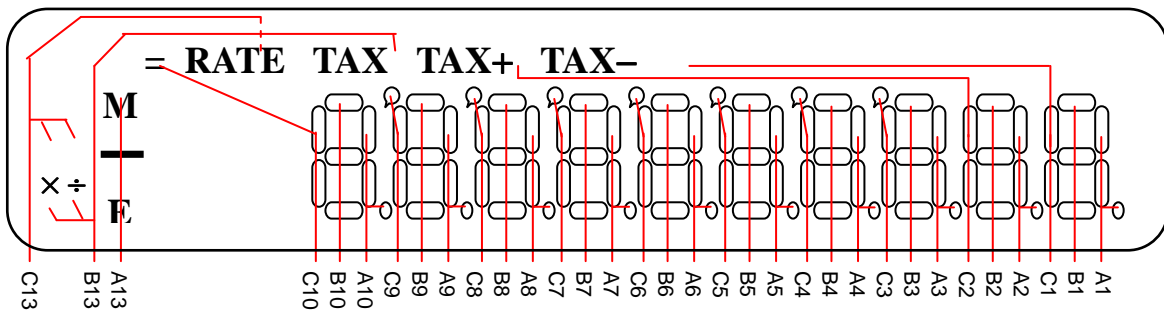 = RATE TAX TAX+ TAX−
M
−
× ÷
E
C13 B13 A13 C10 B10 A10 C9 B9 A9 C8 B8 A8 C7 B7 A7 C6 B6 A6 C5 B5 A5 C4 B4 A4 C3 B3 A3 C2 B2 A2 C1 B1 A1